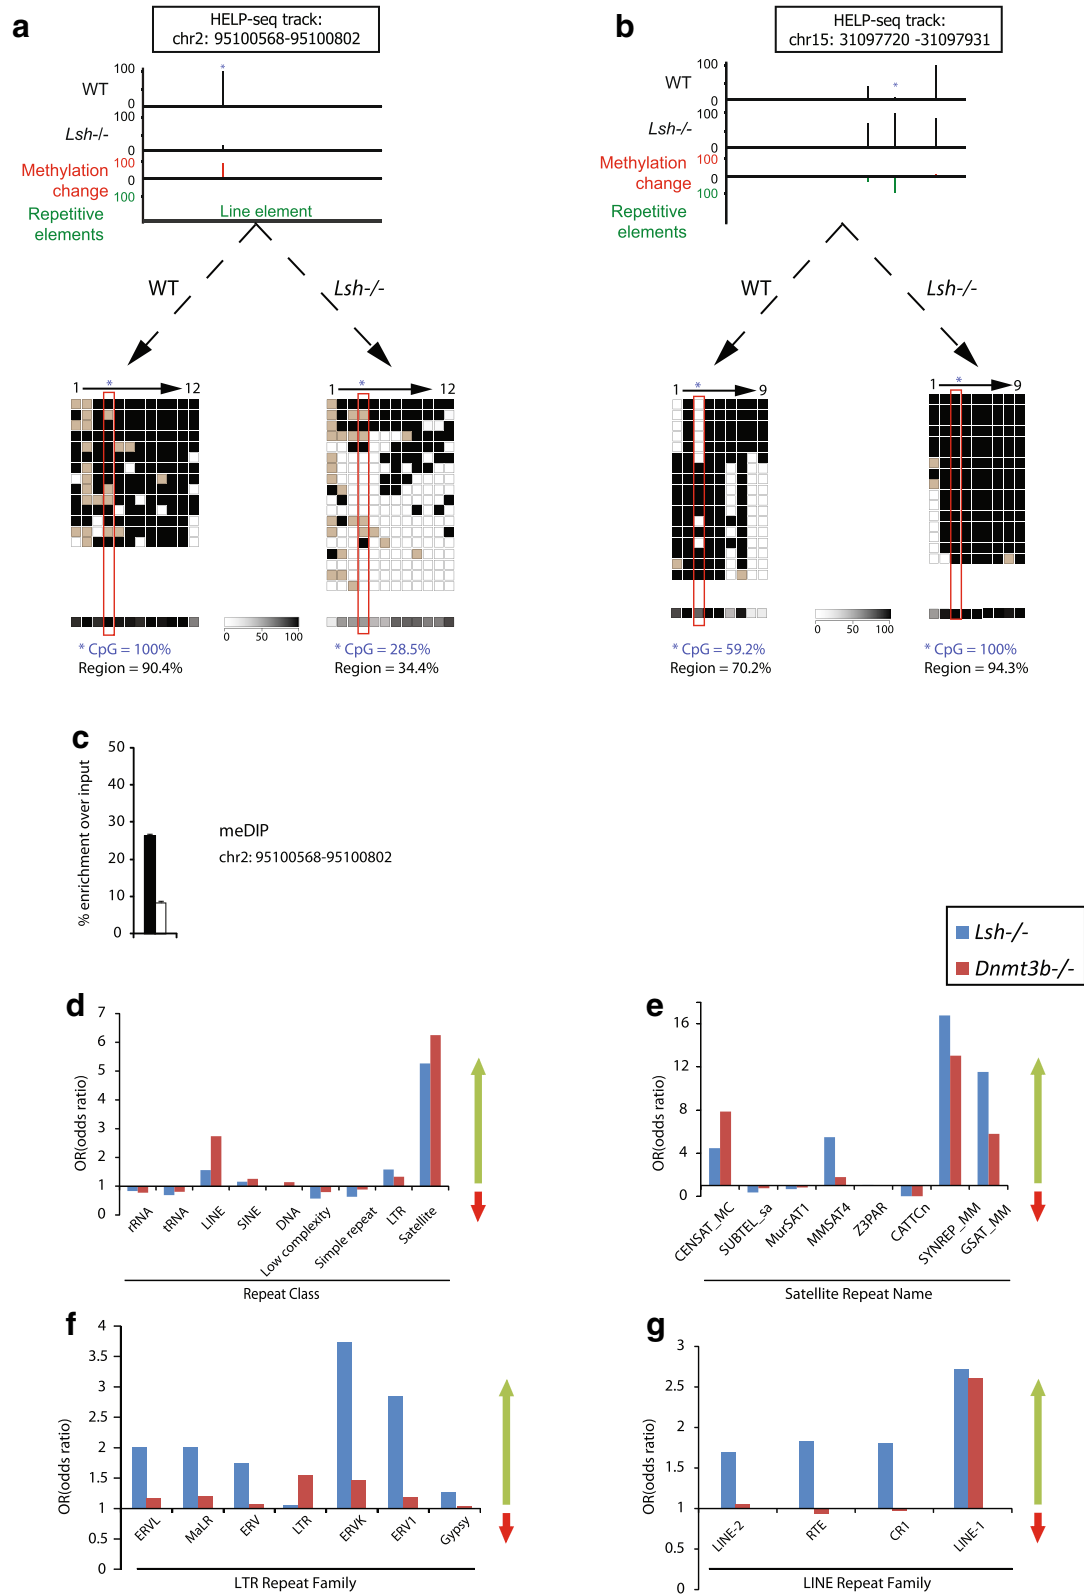 a
HELP-seq track:
chr2: 95100568-95100802
100
*
WT
0
100
Lsh-/-
0
Methylation
change
100
0
100
Repetitive
elements
Line element
WT
Lsh-/-
1
*
12
1
*
12
0
50
100
* CpG = 100%
Region = 90.4%
* CpG = 28.5%
Region = 34.4%
b
HELP-seq track:
chr15: 31097720 -31097931
100
*
WT
0
100
Lsh-/-
0
Methylation
change
100
0
100
Repetitive
elements
WT
Lsh-/-
1
*
9
1
*
9
0
50
100
* CpG = 59.2%
Region = 70.2%
* CpG = 100%
Region = 94.3%
c
% enrichment over input
50
40
30
20
10
0
meDIP
chr2: 95100568-95100802
Lsh-/-
Dnmt3b-/-
d
OR(odds ratio)
7
6
5
4
3
2
1
0
rRNA
tRNA
LINE
SINE
DNA
Low complexity
Simple repeat
LTR
Satellite
Repeat Class
e
OR(odds ratio)
16
12
8
4
0
CENSAT_MC
SUBTEL_sa
MurSAT1
MMSAT4
Z3PAR
CATTCn
SYNREP_MM
GSAT_MM
Satellite Repeat Name
f
OR(odds ratio)
4
3.5
3
2.5
2
1.5
1
0.5
0
ERVL
MaLR
ERV
LTR
ERVK
ERV1
Gypsy
LTR Repeat Family
g
OR(odds ratio)
3
2.5
2
1.5
1
0.5
0
LINE-2
RTE
CR1
LINE-1
LINE Repeat Family